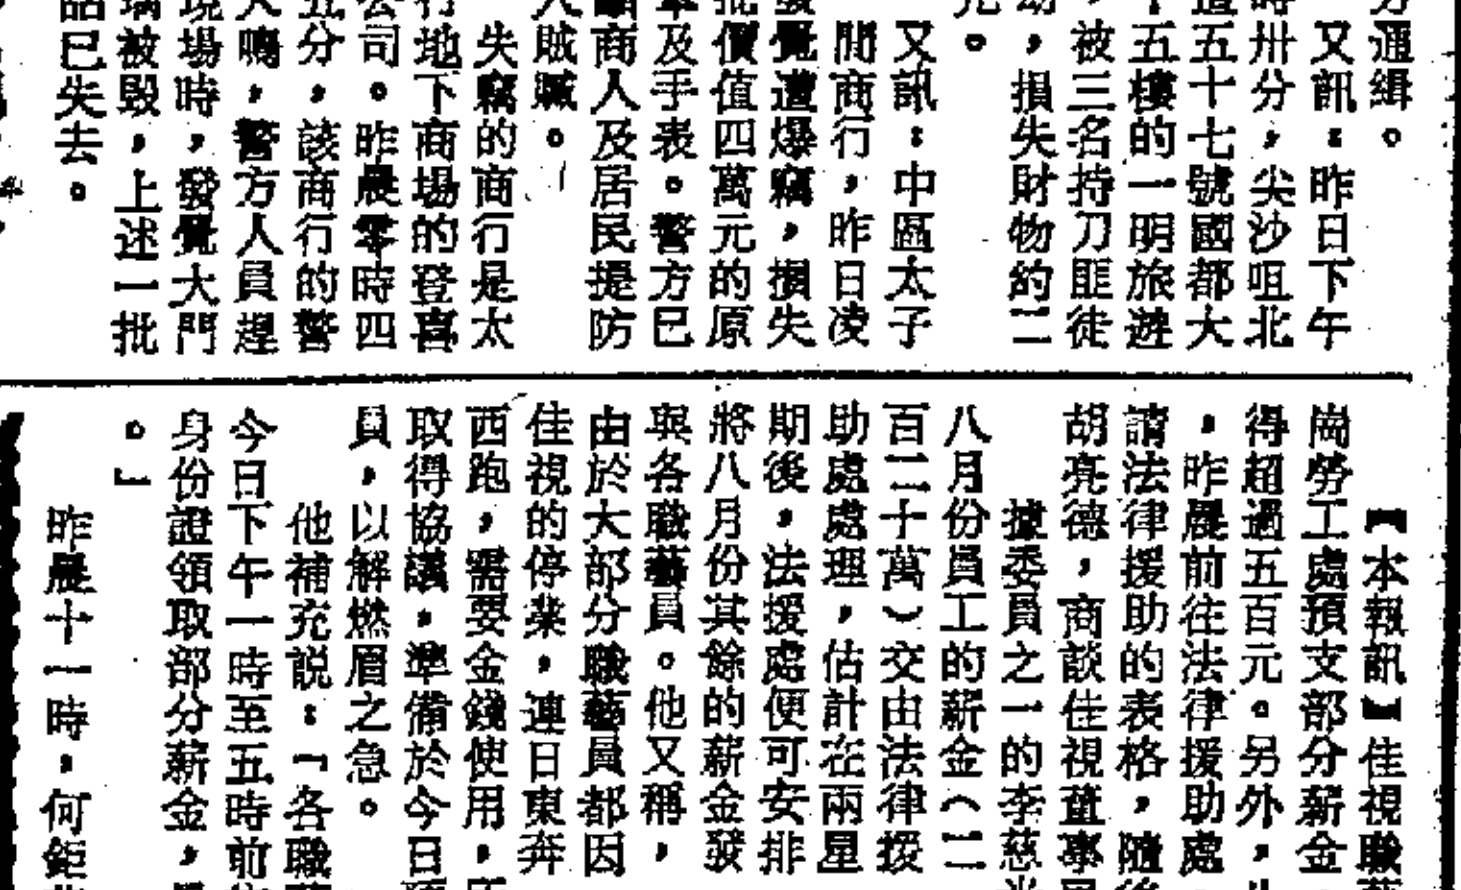 方通緝。
又訊:昨日下午
時卅分,尖沙咀北
道五十七號國都大
五樓的一明旅遊
,被三名持刀匪徒
劫,損失財物約二
元。
又訊:中區太子
間商行,昨日凌
發覺遭爆竊,損失
批價值四萬元的原
筆及手表。警方已
籲商人及居民提防
人賊贓。
失竊的商行是太
行地下商場的登喜
公司。昨晨零時四
五分,該商行的警
大鳴,警方人員趕
現場時,發覺大門
璃被毀,上述一批
話已失去。
【本報訊】佳視職藝
崗勞工處預支部分薪金
得超過五百元。另外,
,昨晨前往法律援助處
請法律援助的表格,隨後
胡亮德,商談佳視董事
據委員之一的李慈
八月份員工的薪金(二
百二十萬)交由法律援
助處處理,估計在兩星
期後,法援處便可安排
將八月份其餘的薪金發
與各職藝員。他又稱,
由於大部分職藝員都因
佳視的停業,連日東奔
西跑,需要金錢使用,
取得協議,準備於今日
員,以解燃眉之急。
他補充說:「各職藝
今日下午一時至五時前
身份證領取部分薪金,
。」
昨晨十一時,何鉅